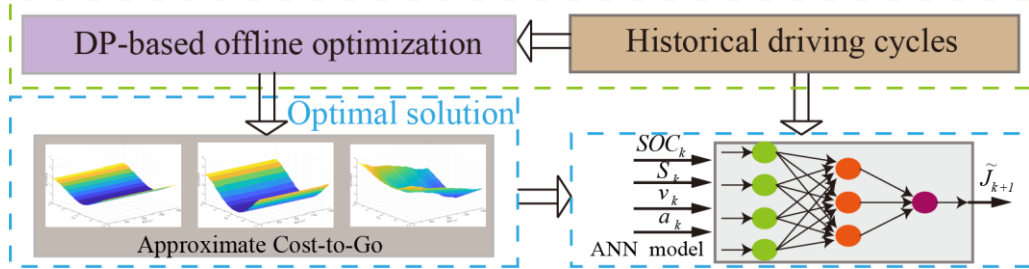 DP-based offline optimization
Historical driving cycles
Optimal solution
Approximate Cost-to-Go
SOC_k
S_k
v_k
a_k
ANN model
J̃_{k+1}